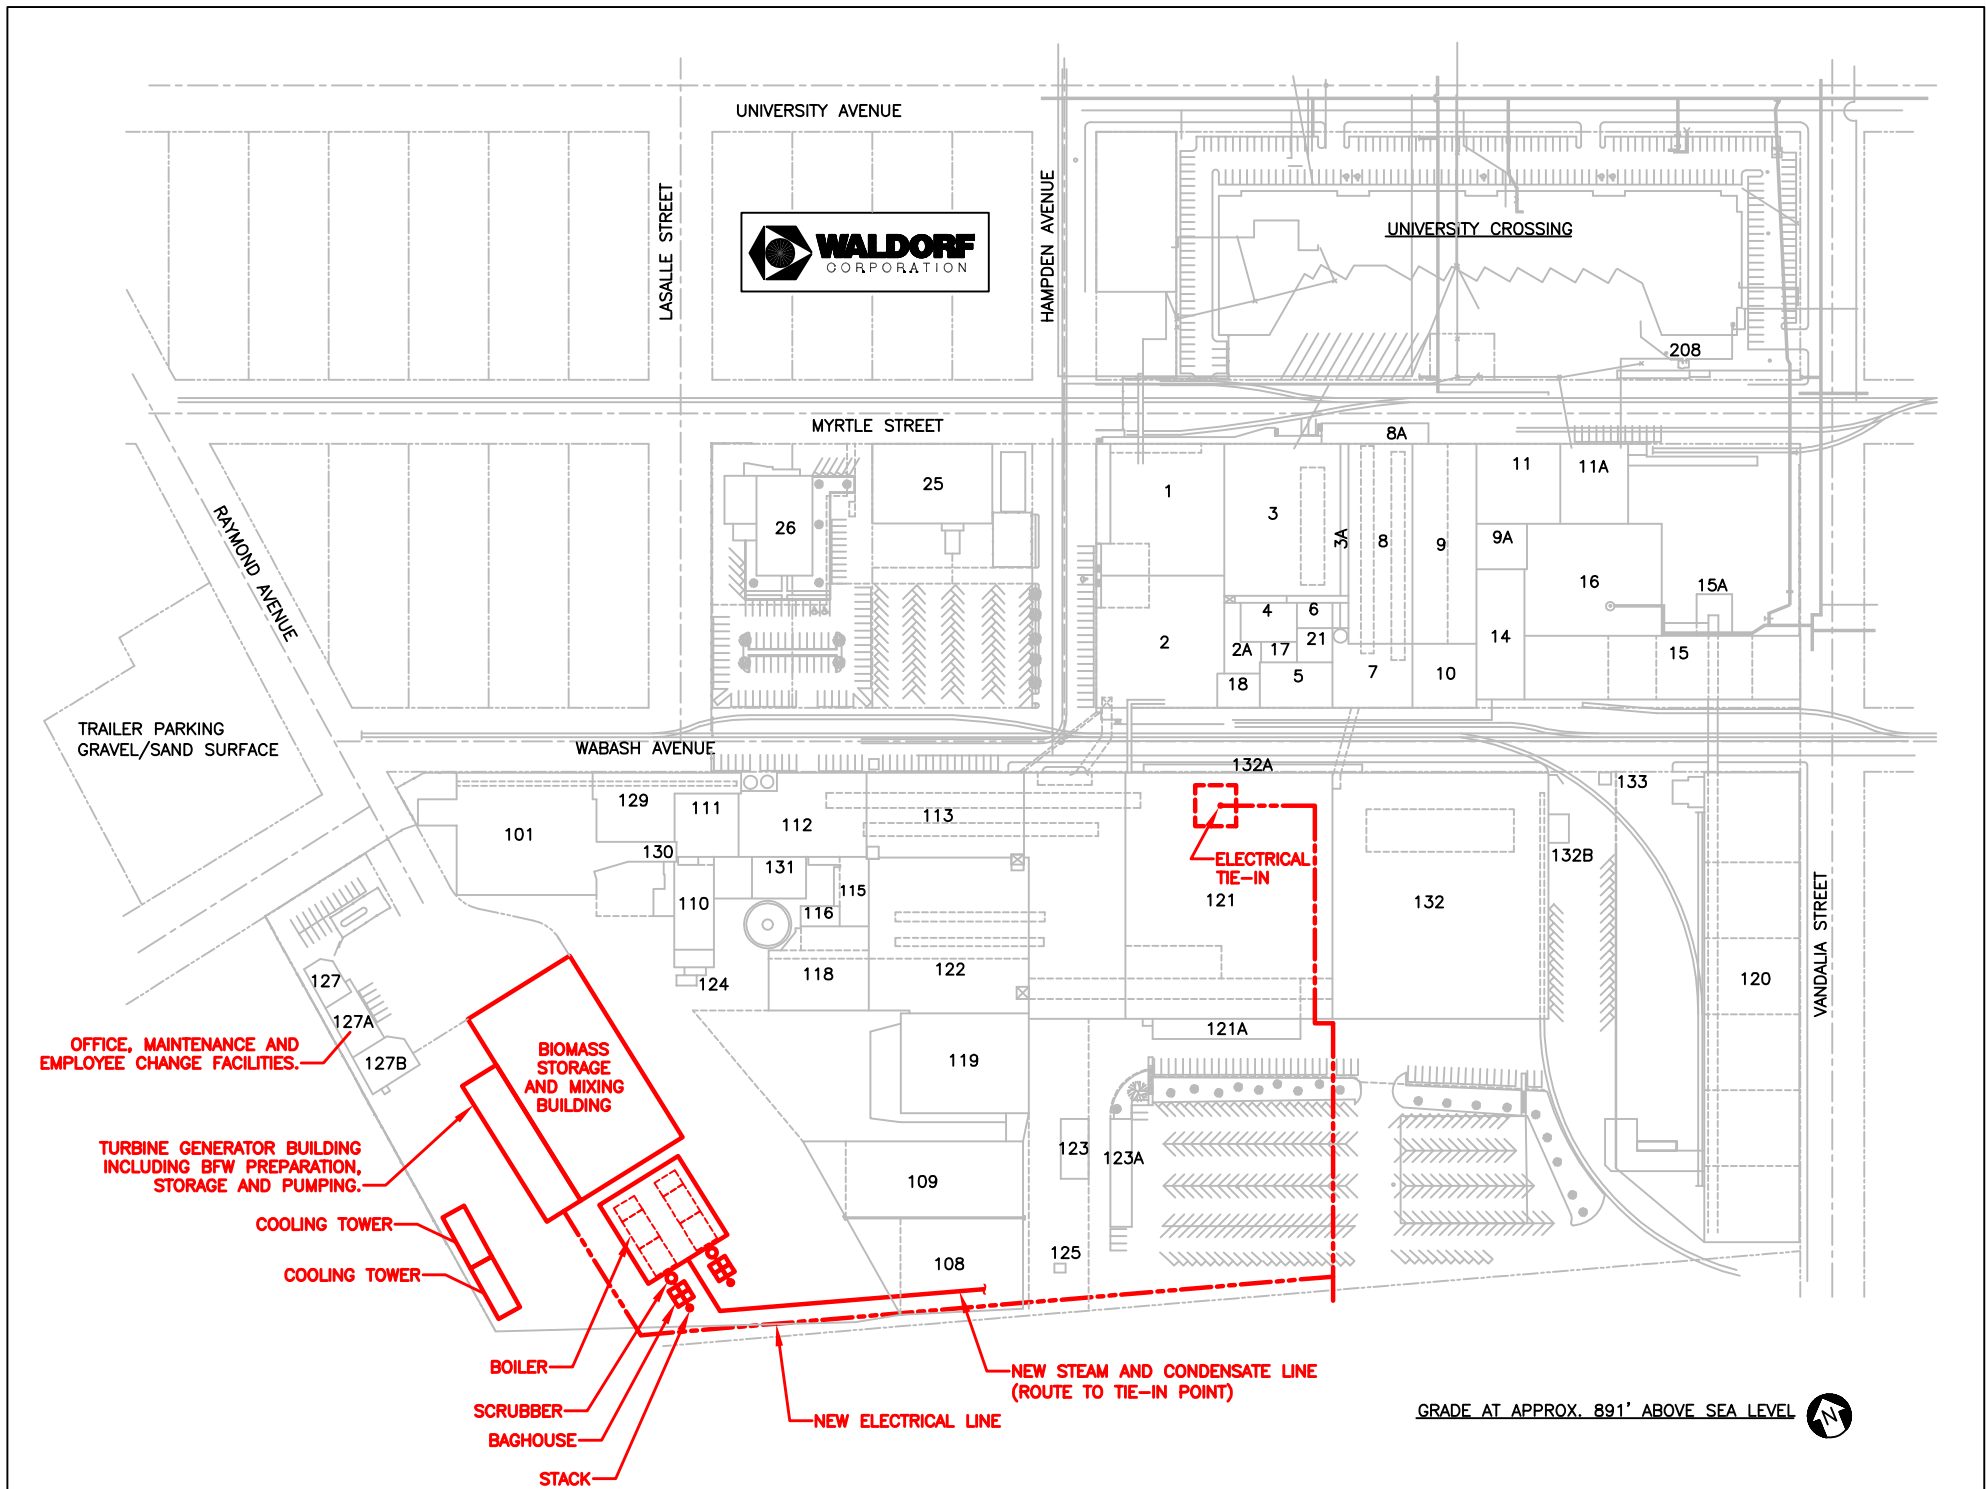 UNIVERSITY AVENUE
LASALLE STREET
WALDORF
CORPORATION
HAMPDEN AVENUE
UNIVERSITY CROSSING
208
MYRTLE STREET
8A
25
26
1
3
3A
8
9
11
11A
9A
16
15A
RAYMOND AVENUE
4
6
2
2A
17
21
14
15
18
5
7
10
TRAILER PARKING
GRAVEL/SAND SURFACE
WABASH AVENUE
132A
133
129
111
112
113
101
130
131
110
115
116
ELECTRICAL
TIE-IN
121
132
132B
VANDALIA STREET
127
124
118
122
120
127A
121A
OFFICE, MAINTENANCE AND
EMPLOYEE CHANGE FACILITIES.
127B
BIOMASS
STORAGE
AND MIXING
BUILDING
119
TURBINE GENERATOR BUILDING
INCLUDING BFW PREPARATION,
STORAGE AND PUMPING.
123
123A
109
COOLING TOWER
COOLING TOWER
108
125
BOILER
SCRUBBER
BAGHOUSE
STACK
NEW STEAM AND CONDENSATE LINE
(ROUTE TO TIE-IN POINT)
NEW ELECTRICAL LINE
GRADE AT APPROX. 891' ABOVE SEA LEVEL
N